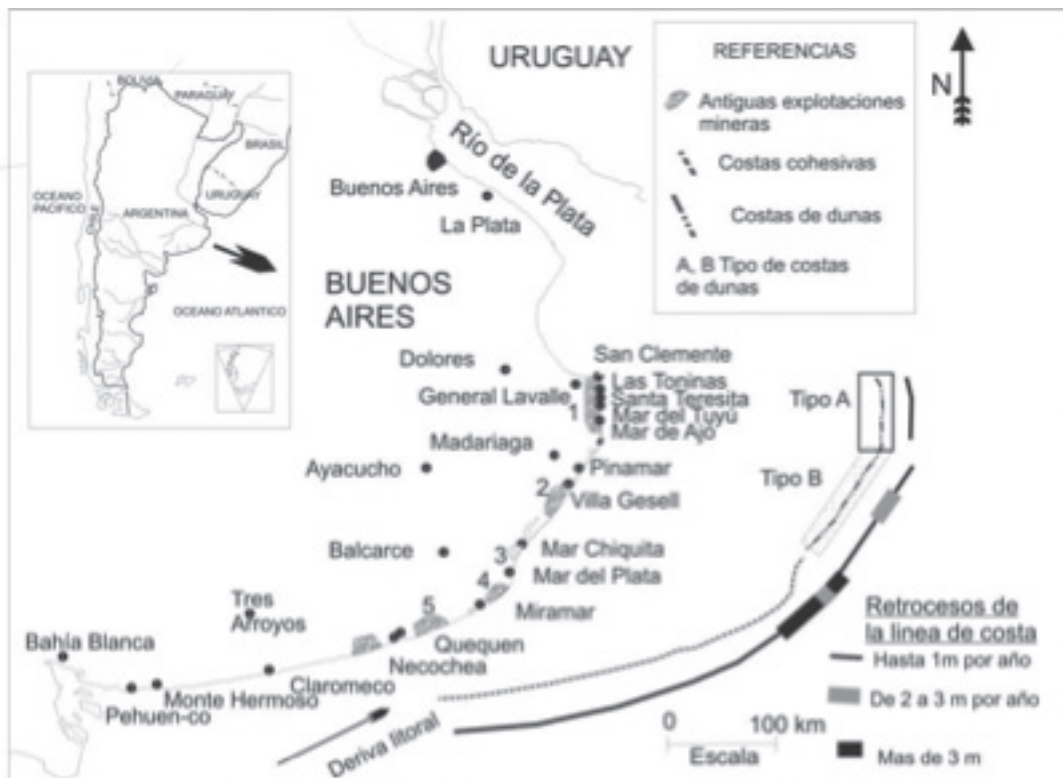 BOLIVIA
PARAGUAY
BRASIL
URUGUAY
OCEANO
PACIFICO
CHILE
ARGENTINA
OCEANO ATLANTICO
URUGUAY
Río de la Plata
Buenos Aires
La Plata
BUENOS
AIRES
REFERENCIAS
Antiguas explotaciones
mineras
Costas cohesivas
Costas de dunas
A, B Tipo de costas
de dunas
N
San Clemente
Dolores
Las Toninas
General Lavalle
Santa Teresita
1
Mar del Tuyú
Mar de Ajó
Madariaga
Ayacucho
Pinamar
2
Villa Gesell
Tipo A
Tipo B
Balcarce
3
Mar Chiquita
4
Mar del Plata
Tres
Arroyos
5
Miramar
Bahía Blanca
Quequen
Necochea
Claromeco
Monte Hermoso
Pehuen-co
Deriva litoral
Retrocesos de
la linea de costa
Hasta 1m por año
De 2 a 3 m por año
Mas de 3 m
0 100 km
Escala